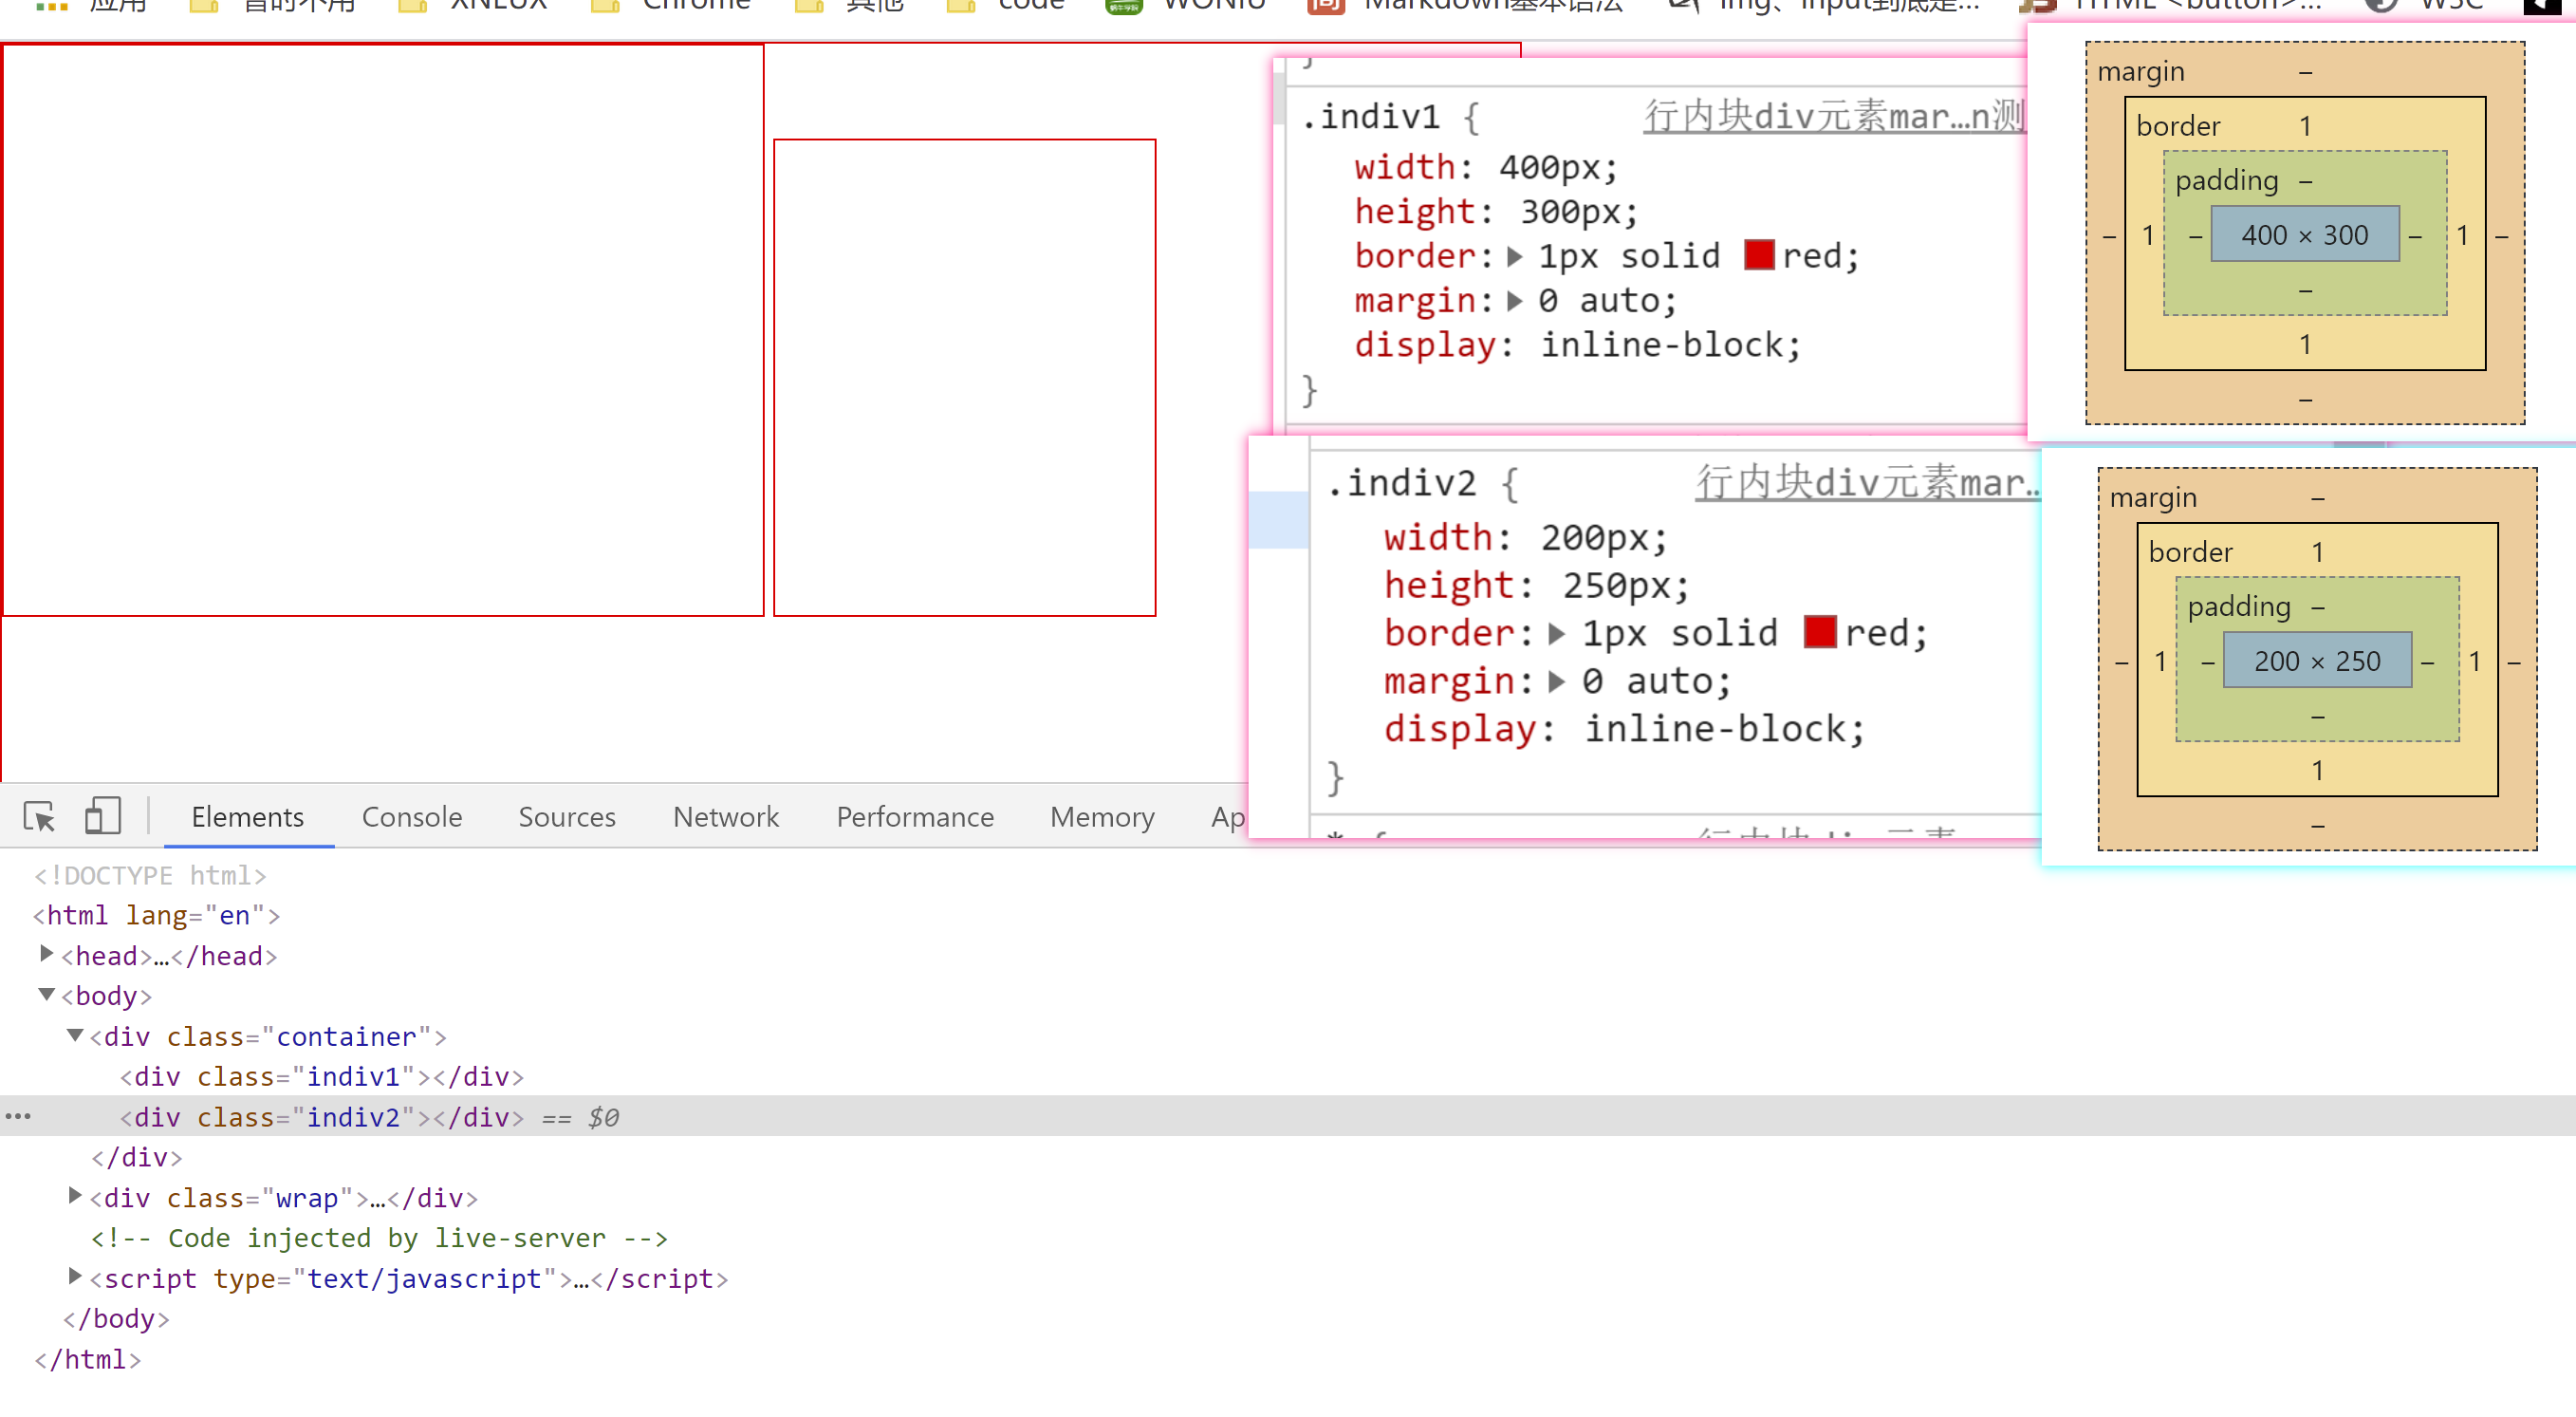 应用 暂时不用 XNLUX Chrome 其他 code WONIU Markdown基本语法 img、input到底是... HTML <button>... W3C
.indiv1 { 行内块div元素mar…n测
width: 400px;
height: 300px;
border: 1px solid red;
margin: 0 auto;
display: inline-block;
}
margin –
border 1
padding –
– 1 – 400 × 300 – 1 –
–
1
–
.indiv2 { 行内块div元素mar…
width: 200px;
height: 250px;
border: 1px solid red;
margin: 0 auto;
display: inline-block;
}
margin –
border 1
padding –
– 1 – 200 × 250 – 1 –
–
1
–
Elements Console Sources Network Performance Memory Ap
<!DOCTYPE html>
<html lang="en">
<head>…</head>
<body>
<div class="container">
<div class="indiv1"></div>
<div class="indiv2"></div> == $0
</div>
<div class="wrap">…</div>
<!-- Code injected by live-server -->
<script type="text/javascript">…</script>
</body>
</html>